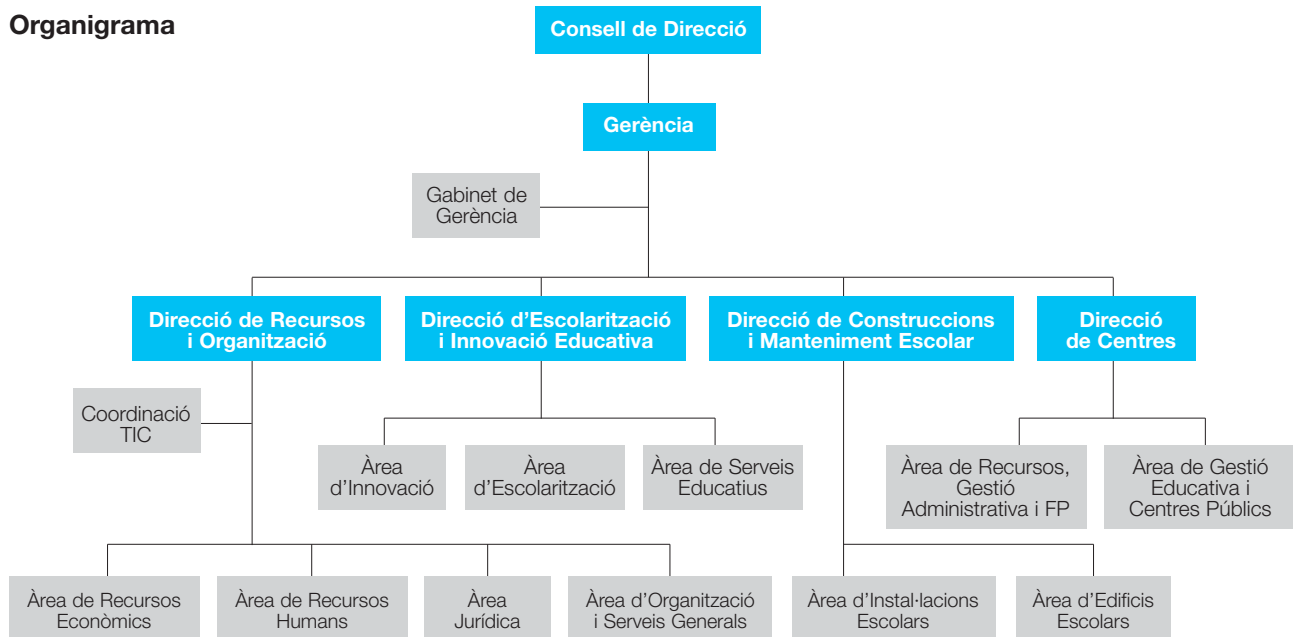 Organigrama
Consell de Direcció
Gerència
Gabinet de
Gerència
Direcció de Recursos
i Organització
Direcció d’Escolarització
i Innovació Educativa
Direcció de Construccions
i Manteniment Escolar
Direcció
de Centres
Coordinació
TIC
Àrea
d’Innovació
Àrea
d’Escolarització
Àrea de Serveis
Educatius
Àrea de Recursos,
Gestió
Administrativa i FP
Àrea de Gestió
Educativa i
Centres Públics
Àrea de Recursos
Econòmics
Àrea de Recursos
Humans
Àrea
Jurídica
Àrea d’Organització
i Serveis Generals
Àrea d’Instal·lacions
Escolars
Àrea d’Edificis
Escolars